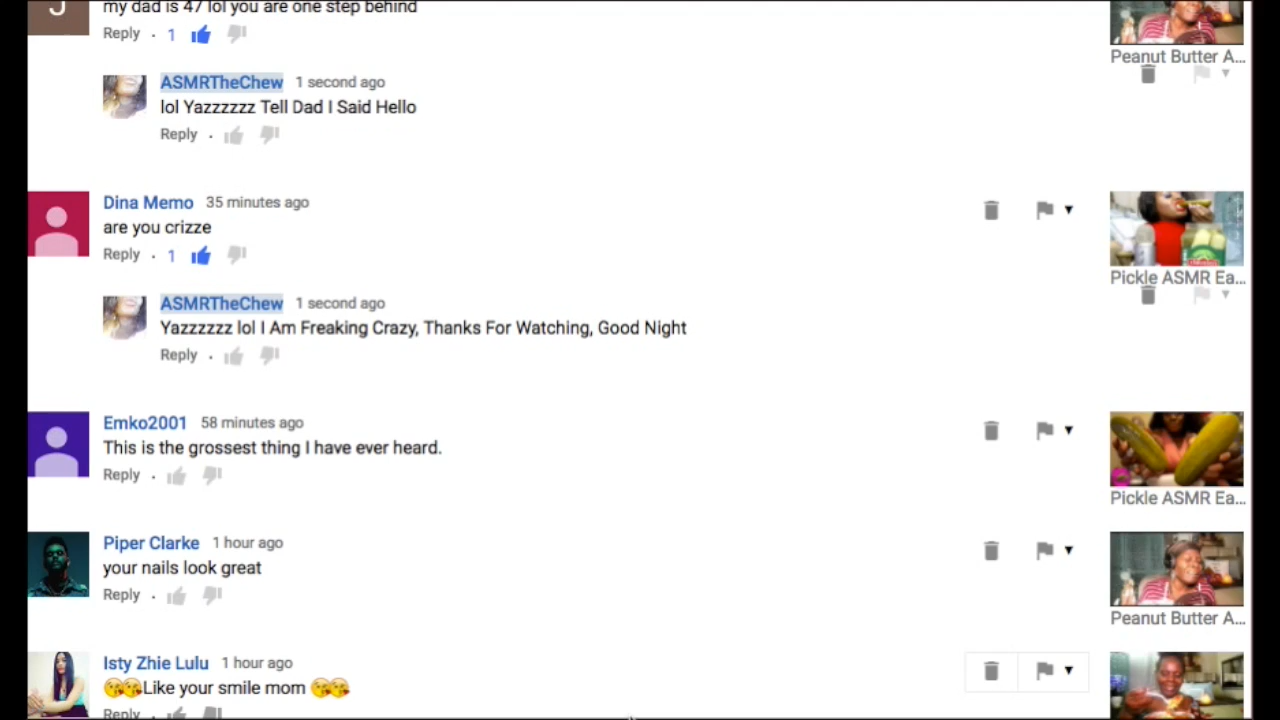 J
my dad is 47 lol you are one step behind
Reply · 1
Peanut Butter A...
ASMRTheChew 1 second ago
lol Yazzzzzz Tell Dad I Said Hello
Reply ·
Dina Memo 35 minutes ago
are you crizze
Reply · 1
Pickle ASMR Ea...
ASMRTheChew 1 second ago
Yazzzzzz lol I Am Freaking Crazy, Thanks For Watching, Good Night
Reply ·
Emko2001 58 minutes ago
This is the grossest thing I have ever heard.
Reply ·
Pickle ASMR Ea...
Piper Clarke 1 hour ago
your nails look great
Reply ·
Peanut Butter A...
Isty Zhie Lulu 1 hour ago
😘😘Like your smile mom 😘😘
Reply ·